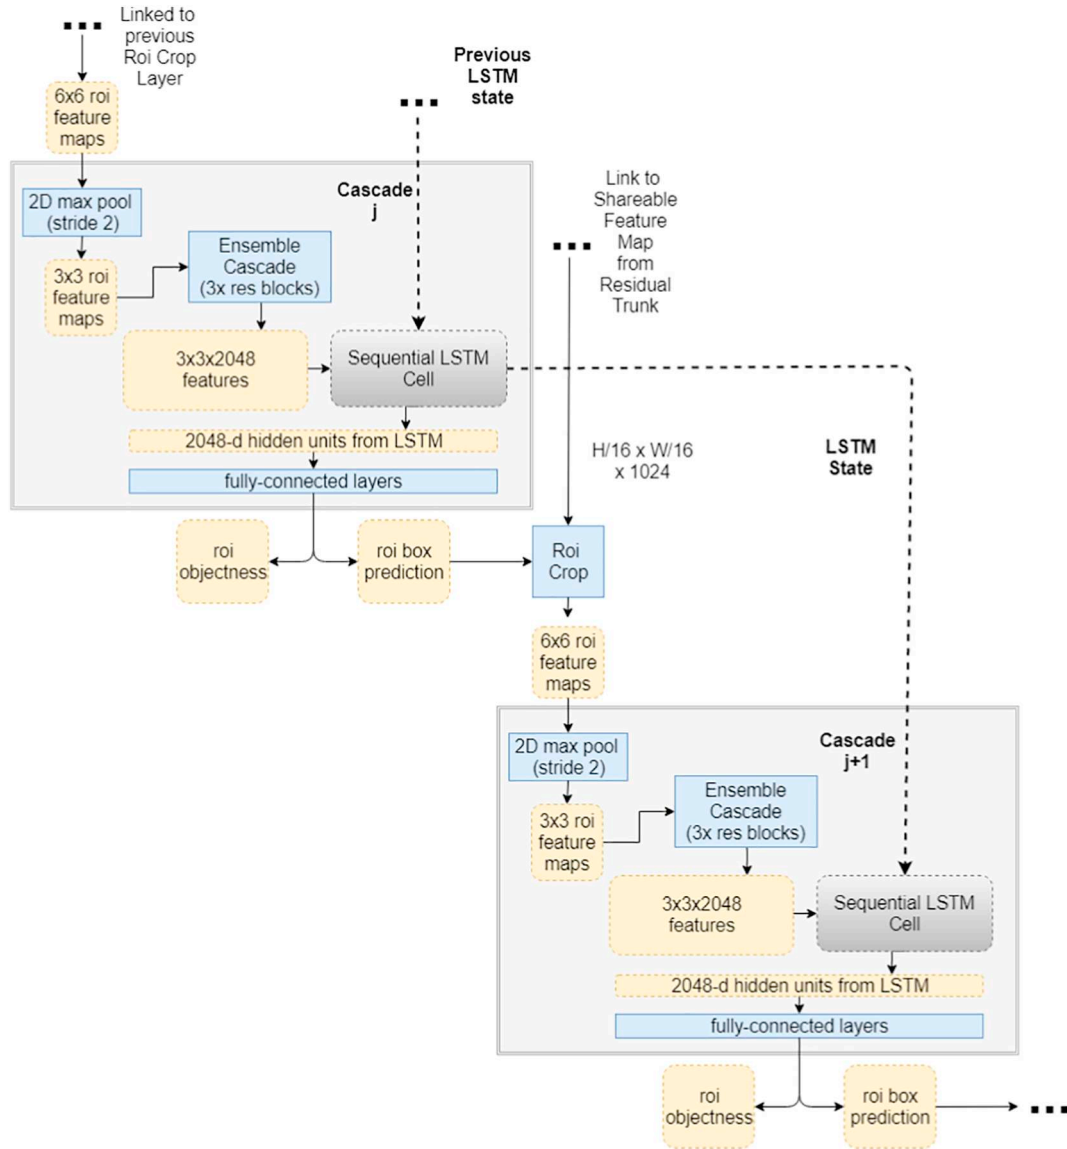 Linked to
previous
Roi Crop
Layer
Previous
LSTM
state
6x6 roi
feature
maps
Cascade
j
2D max pool
(stride 2)
Link to
Shareable
Feature
Map
from
Residual
Trunk
Ensemble
Cascade
(3x res blocks)
3x3 roi
feature
maps
3x3x2048
features
Sequential LSTM
Cell
2048-d hidden units from LSTM
H/16 x W/16
x 1024
LSTM
State
fully-connected layers
roi
objectness
roi box
prediction
Roi
Crop
6x6 roi
feature
maps
2D max pool
(stride 2)
Cascade
j+1
Ensemble
Cascade
(3x res blocks)
3x3 roi
feature
maps
3x3x2048
features
Sequential LSTM
Cell
2048-d hidden units from LSTM
fully-connected layers
roi
objectness
roi box
prediction